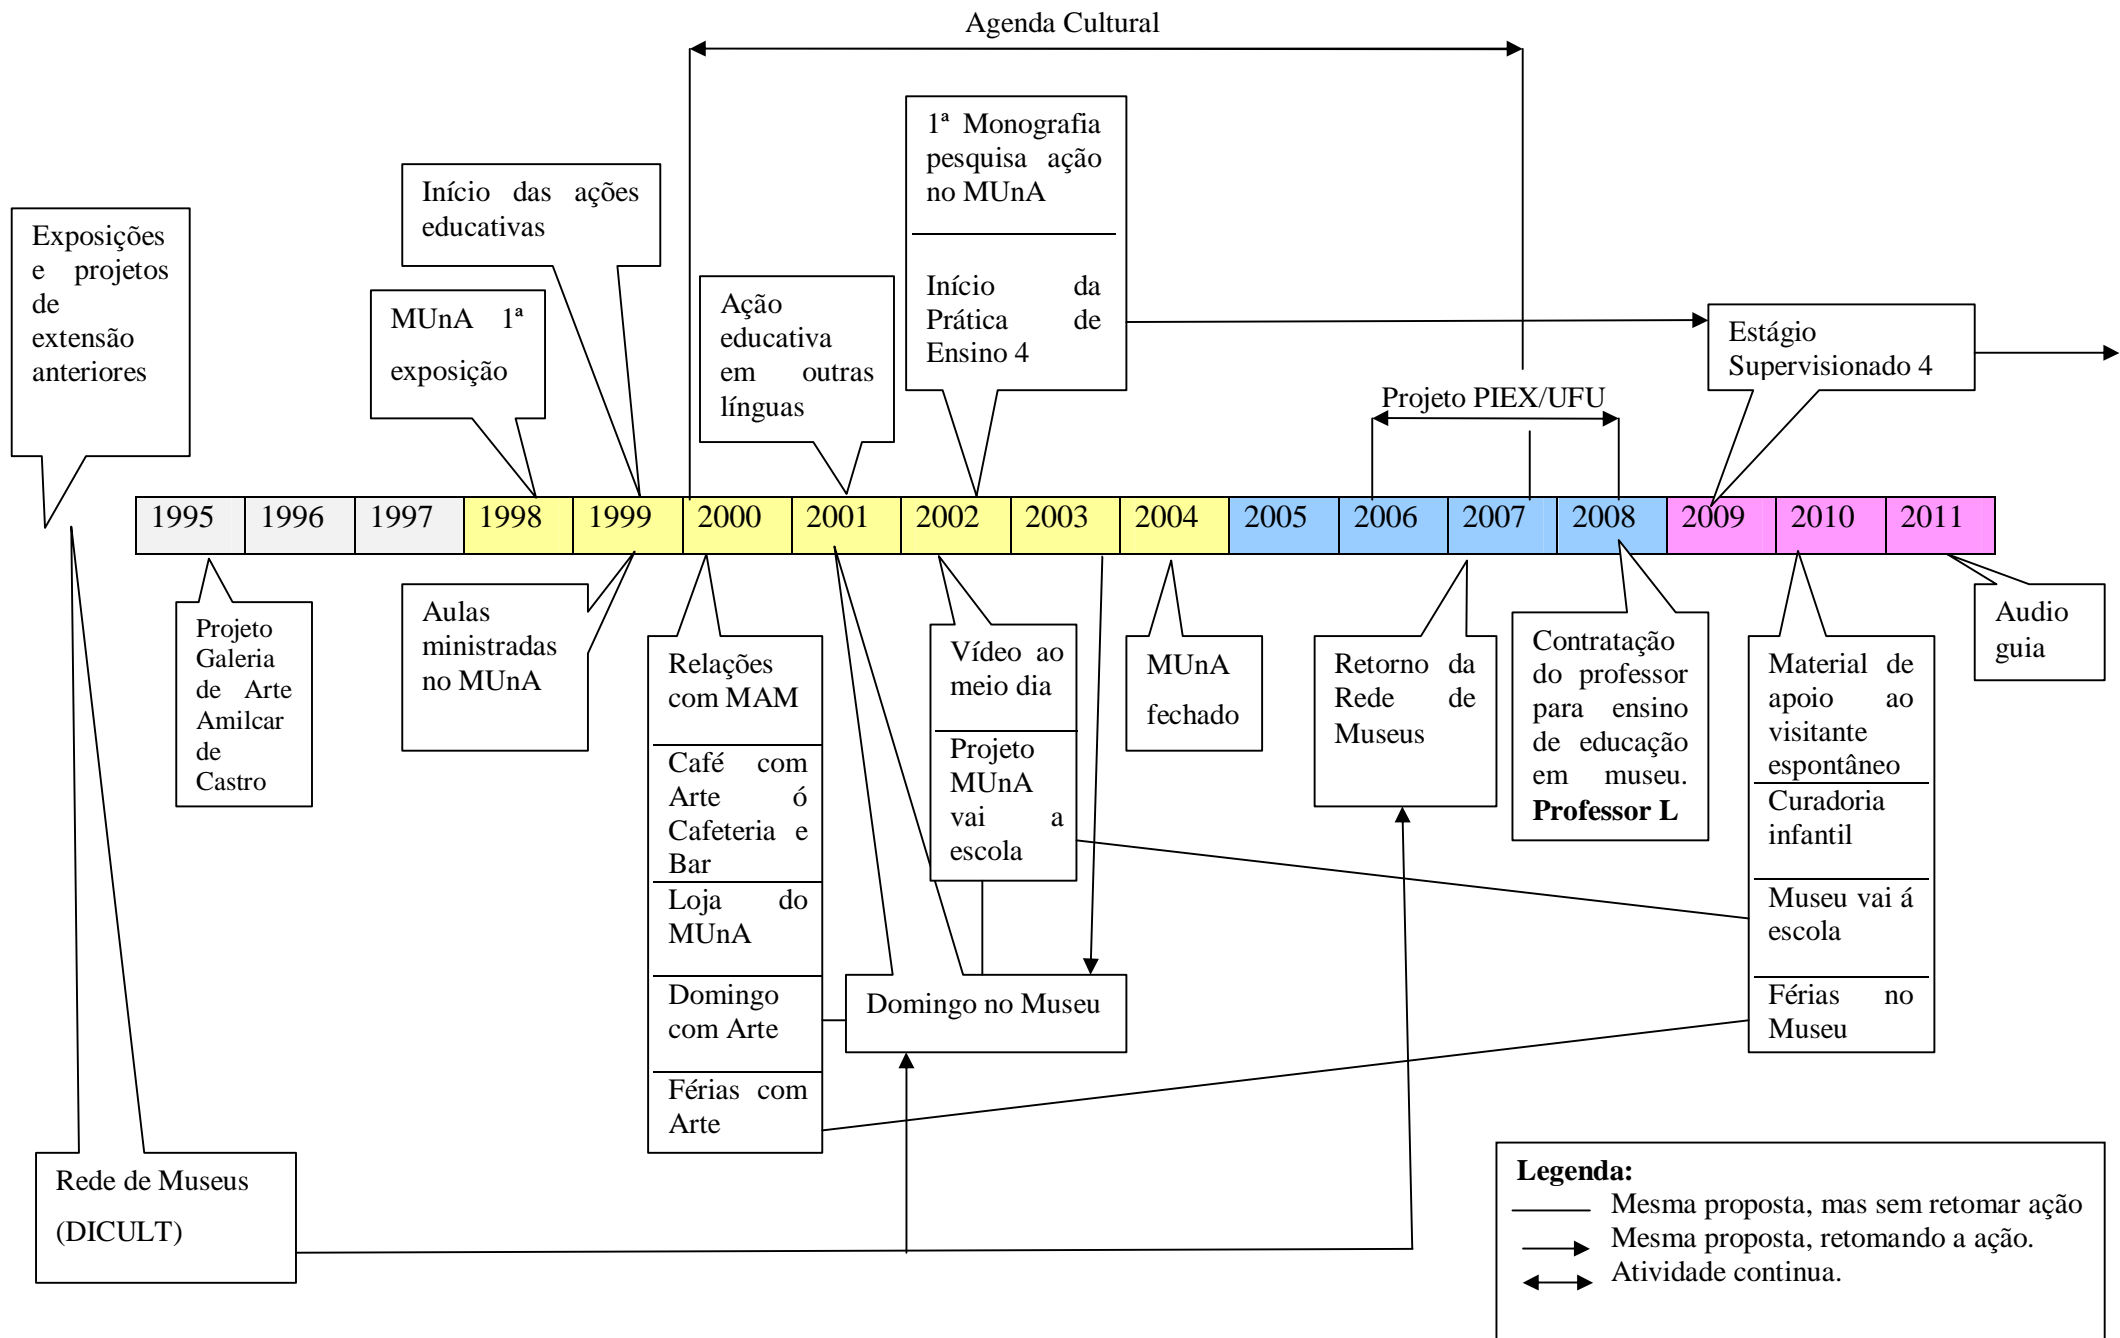 Agenda Cultural
1ª Monografia
pesquisa ação
no MUnA
Início da
Prática de
Ensino 4
Início das ações
educativas
Exposições
e projetos
de
extensão
anteriores
MUnA 1ª
exposição
Ação
educativa
em outras
línguas
Estágio
Supervisionado 4
Projeto PIEX/UFU
1995 1996 1997 1998 1999 2000 2001 2002 2003 2004 2005 2006 2007 2008 2009 2010 2011
Projeto
Galeria
de Arte
Amilcar
de
Castro
Aulas
ministradas
no MUnA
Relações
com MAM
Café com
Arte ó
Cafeteria e
Bar
Loja do
MUnA
Domingo
com Arte
Férias com
Arte
Vídeo ao
meio dia
Projeto
MUnA
vai a
escola
Domingo no Museu
MUnA
fechado
Retorno da
Rede de
Museus
Contratação
do professor
para ensino
de educação
em museu.
Professor L
Material de
apoio ao
visitante
espontâneo
Curadoria
infantil
Museu vai á
escola
Férias no
Museu
Audio
guia
Rede de Museus
(DICULT)
Legenda:
Mesma proposta, mas sem retomar ação
Mesma proposta, retomando a ação.
Atividade continua.